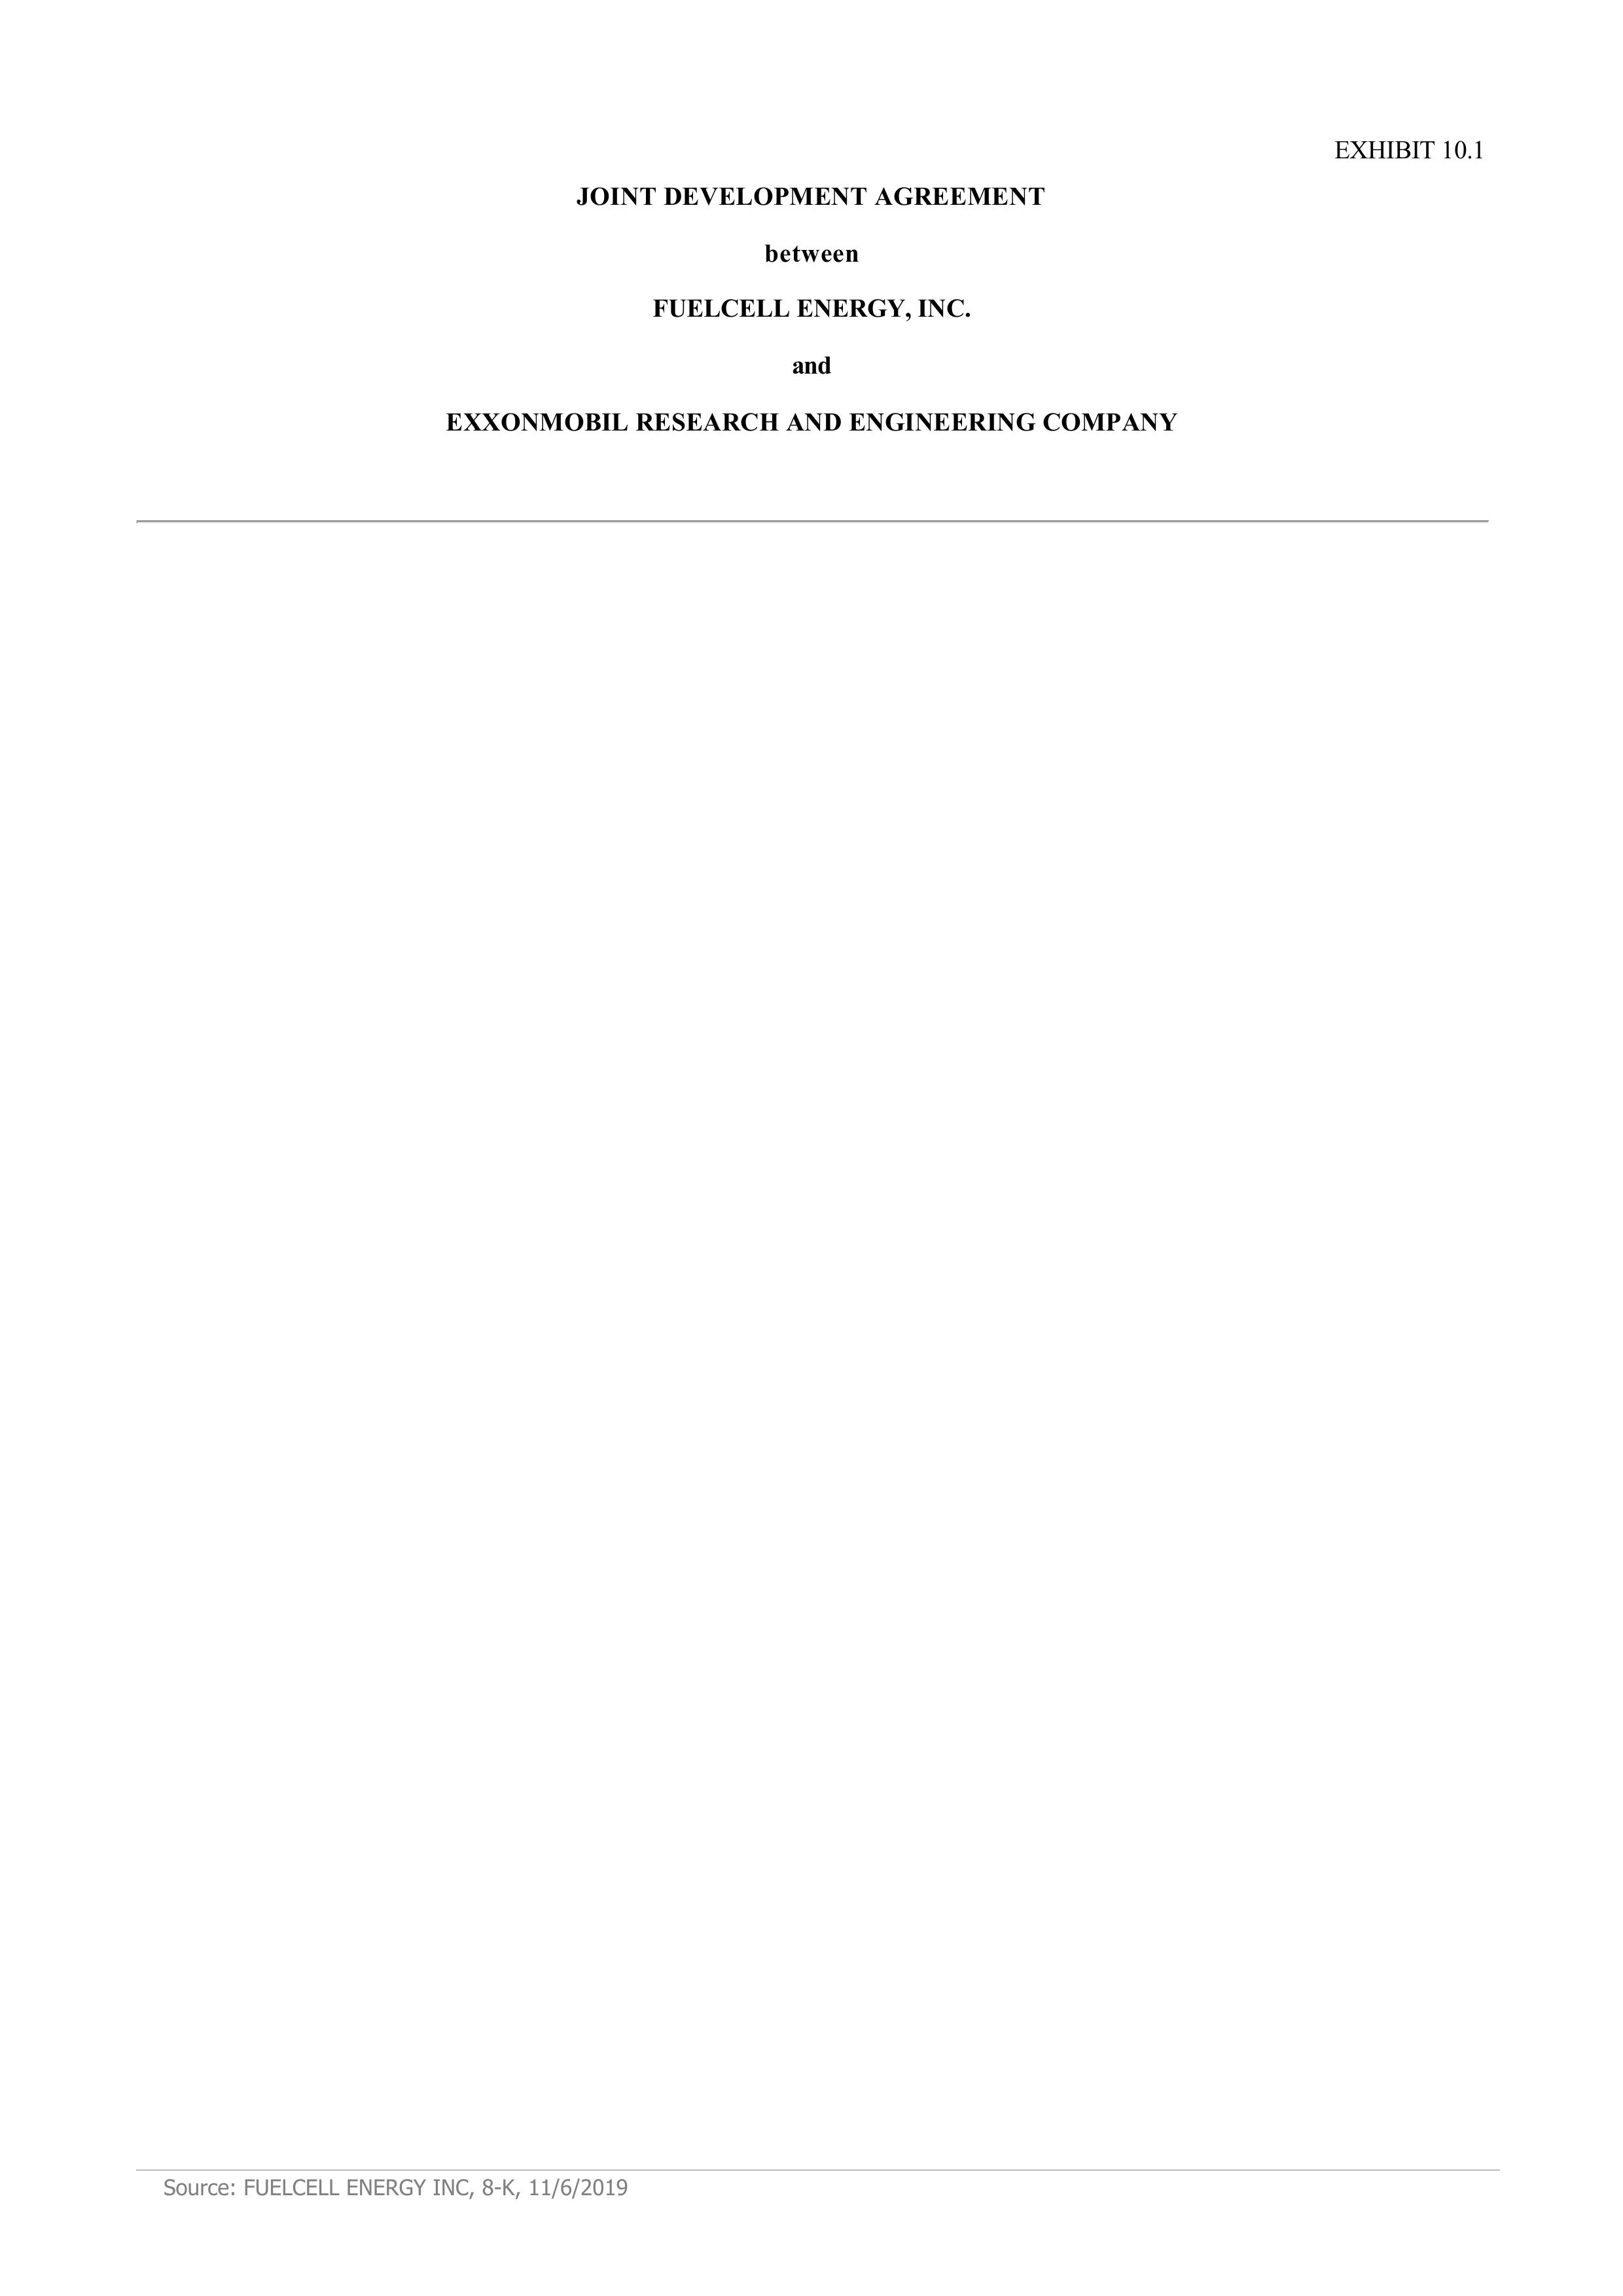 EXHIBIT 10.1
JOINT DEVELOPMENT AGREEMENT
between
FUELCELL ENERGY, INC.
and
EXXONMOBIL RESEARCH AND ENGINEERING COMPANY
Source: FUELCELL ENERGY INC, 8-K, 11/6/2019